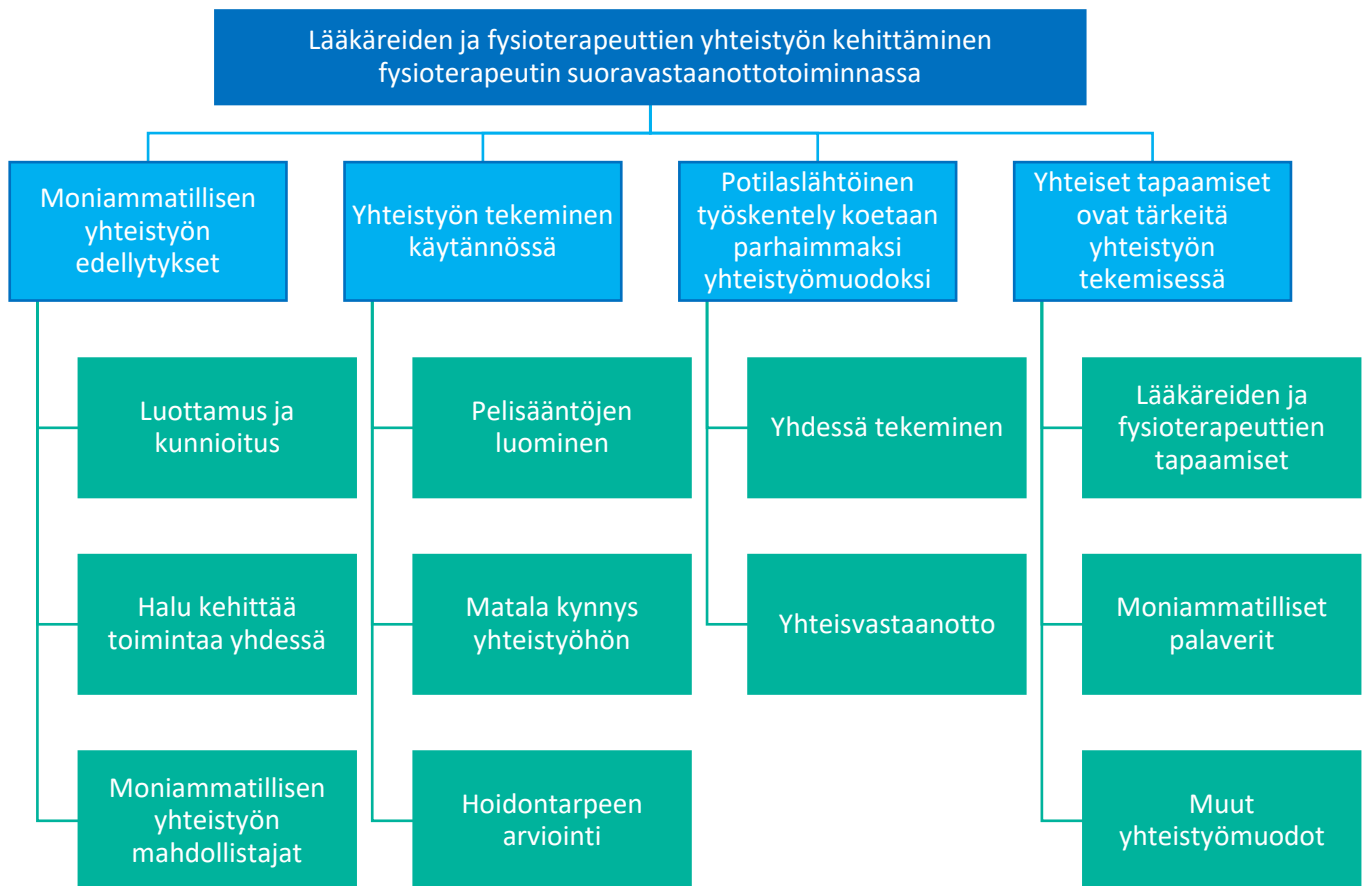 Lääkäreiden ja fysioterapeuttien yhteistyön kehittäminen
fysioterapeutin suoravastaanottotoiminnassa
Moniammatillisen
yhteistyön
edellytykset
Yhteistyön tekeminen
käytännössä
Potilaslähtöinen
työskentely koetaan
parhaimmaksi
yhteistyömuodoksi
Yhteiset tapaamiset
ovat tärkeitä
yhteistyön
tekemisessä
Luottamus ja
kunnioitus
Pelisääntöjen
luominen
Yhdessä tekeminen
Lääkäreiden ja
fysioterapeuttien
tapaamiset
Halu kehittää
toimintaa yhdessä
Matala kynnys
yhteistyöhön
Yhteisvastaanotto
Moniammatilliset
palaverit
Moniammatillisen
yhteistyön
mahdollistajat
Hoidontarpeen
arviointi
Muut
yhteistyömuodot